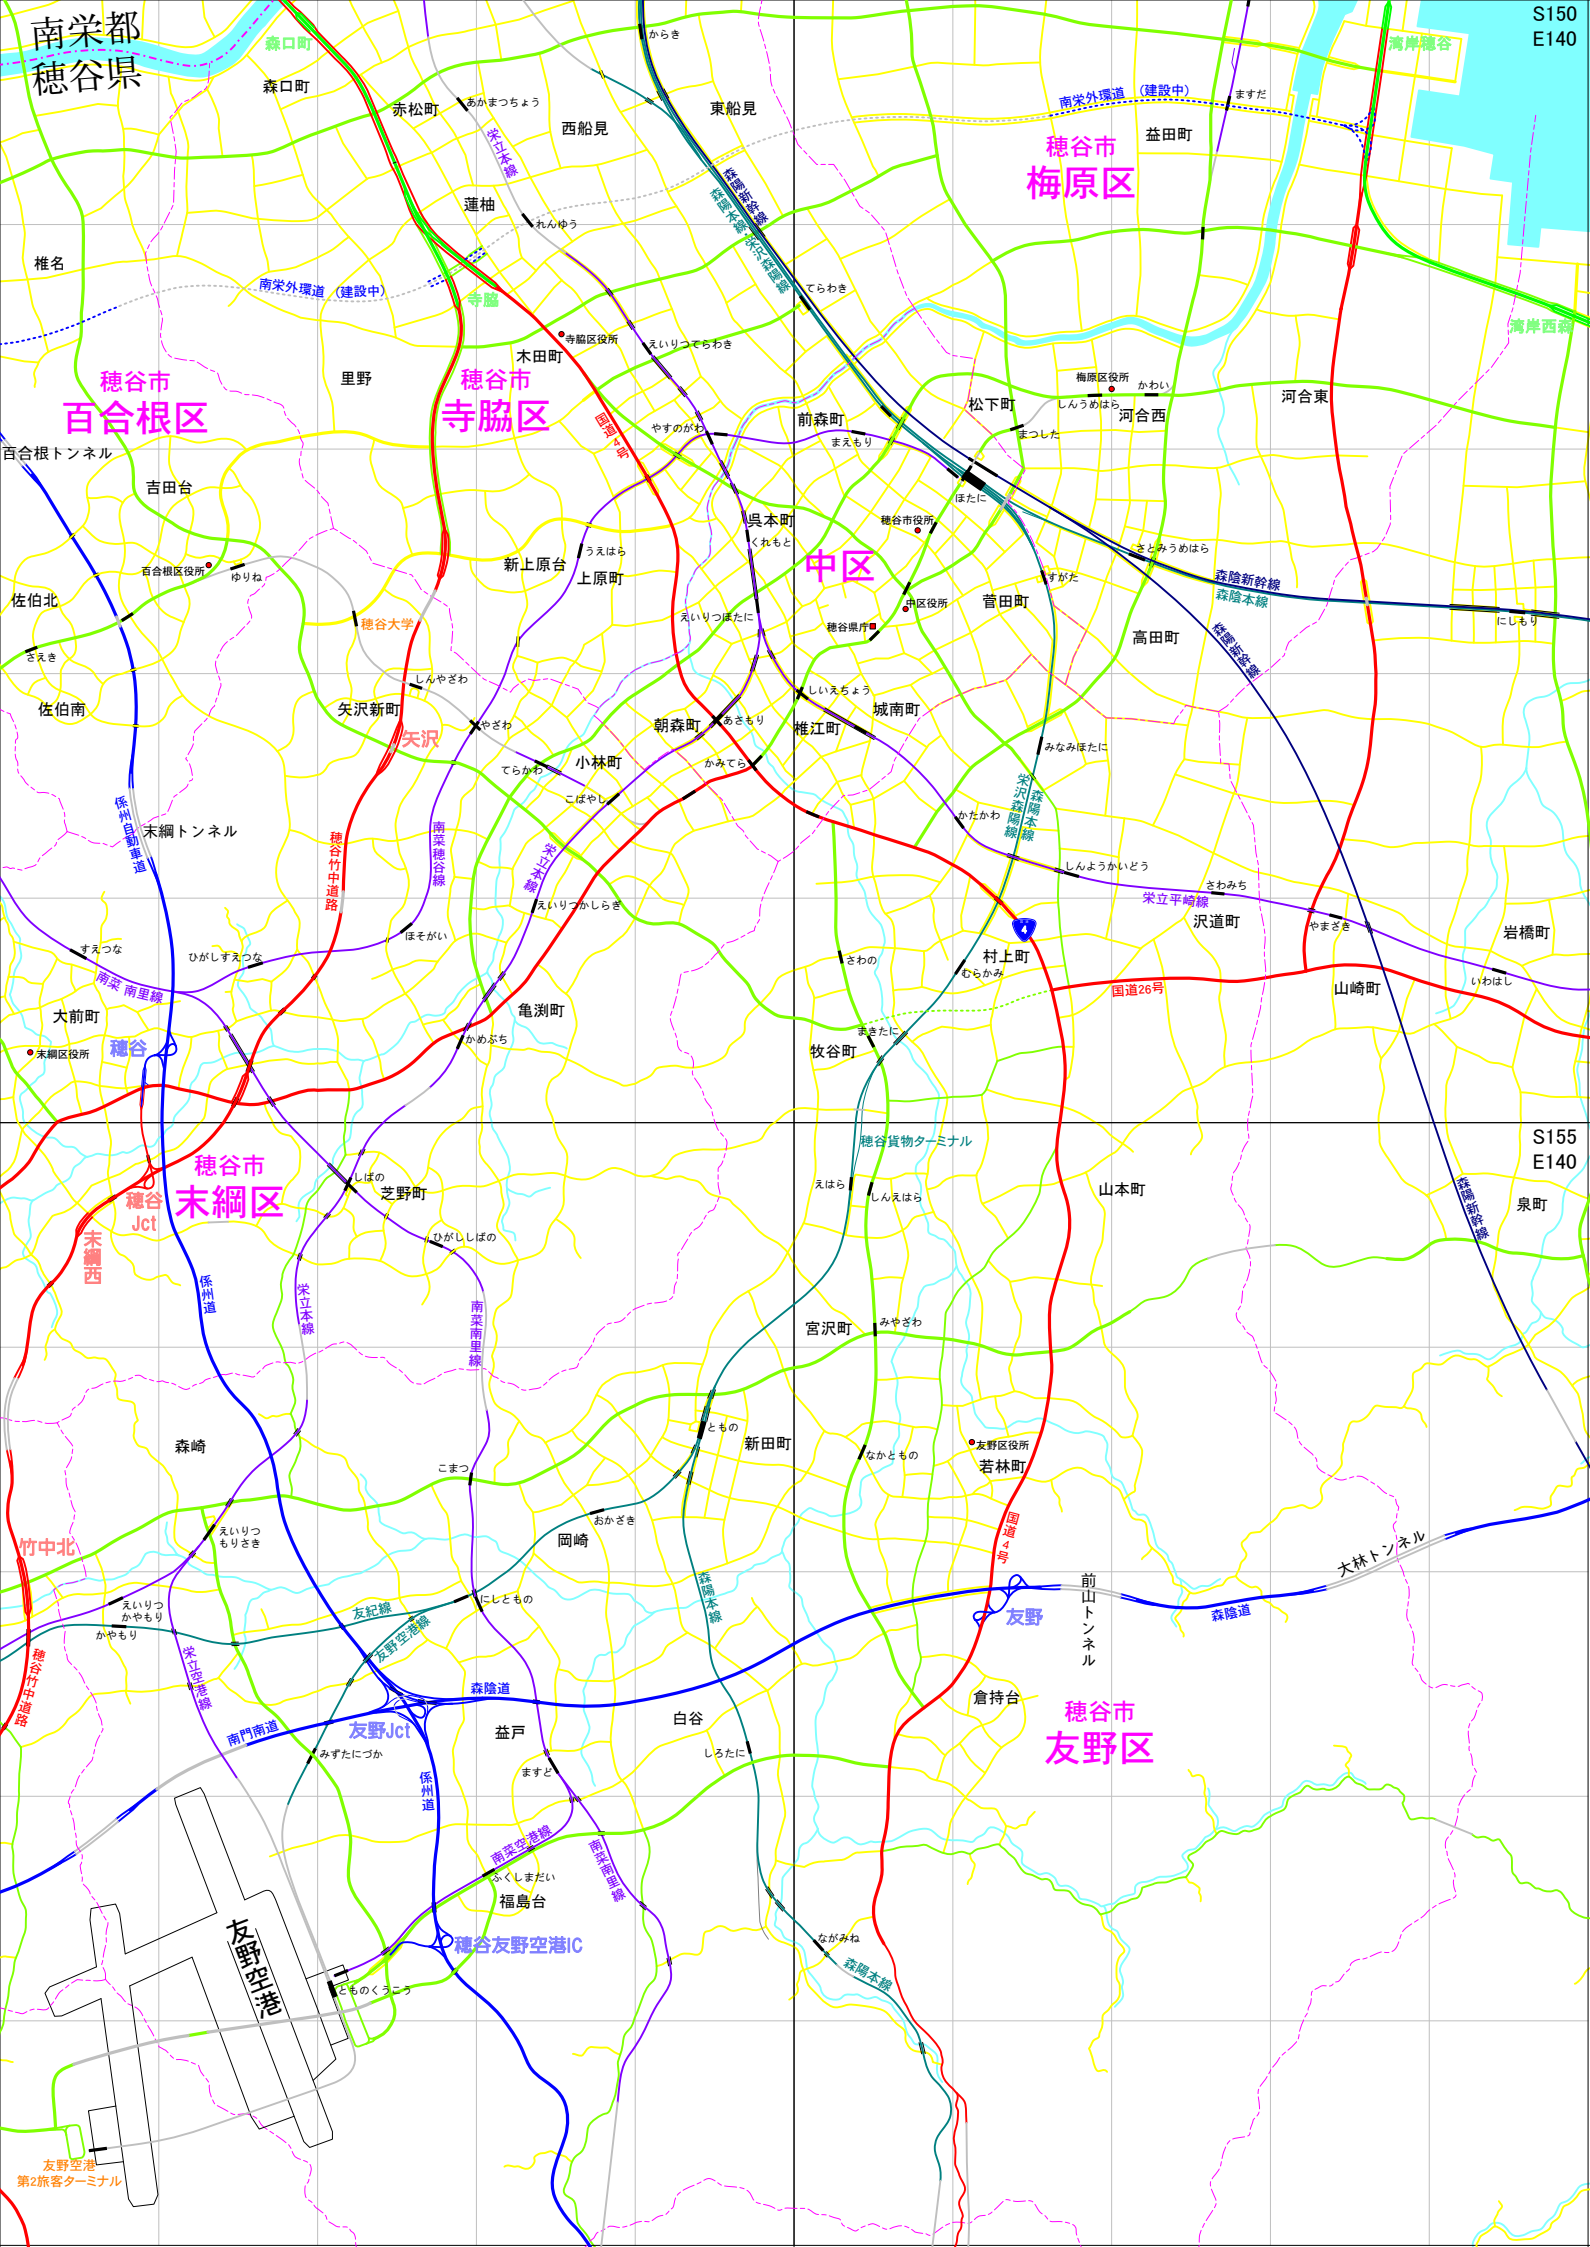 南栄都
穂谷県
S150
E140
森口町
森口町
赤松町
あかまつちょう
栄立本線
西船見
からき
東船見
湾岸穂谷
南栄外環道 (建設中)
ますだ
益田町
穂谷市
梅原区
蓮柚
れんゆう
森陽新幹線
森陽本線・栄沢森陽線
椎名
南栄外環道 (建設中)
寺脇
てらわき
湾岸西森
寺脇区役所
木田町
えいりつてらわき
里野
穂谷市
百合根区
穂谷市
寺脇区
国道4号
やすのがわ
前森町
まえもり
松下町
まつした
梅原区役所
しんうめはら
かわい
河合西
河合東
百合根トンネル
吉田台
ほたに
呉本町
くれもと
穂谷市役所
中区
さとみうめはら
森陰新幹線
森陰本線
新上原台
うえはら
上原町
百合根区役所
ゆりね
佐伯北
さえき
穂谷大学
すがた
菅田町
中区役所
穂谷県庁
えいりつほたに
にしもり
高田町
森陽新幹線
佐伯南
しんやざわ
矢沢新町
矢沢
やざわ
てらかわ
小林町
こばやし
朝森町
あさもり
かみてら
しいえちょう
椎江町
城南町
みなみほたに
係州自動車道
末綱トンネル
穂谷竹中道路
南菜穂谷線
栄立本線
えいりつかしらぎ
栄沢森陽線
森陽本線
かたかわ
しんようかいどう
栄立平崎線
さわみち
沢道町
やまざき
岩橋町
いわはし
すえつな
ひがしすえつな
ほそがい
南菜 南里線
大前町
末綱区役所
穂谷
亀渕町
かめぶち
さわの
4
村上町
むらかみ
国道26号
山崎町
まきたに
牧谷町
S155
E140
穂谷貨物ターミナル
穂谷市
末綱区
穂谷
Jct
末綱西
しばの
芝野町
ひがししばの
えはら
しんえはら
山本町
森陽新幹線
泉町
係州道
栄立本線
南菜南里線
宮沢町
みやざわ
森崎
こまつ
ともの
新田町
なかともの
友野区役所
若林町
おかざき
岡崎
国道4号
えいりつ
もりさき
竹中北
えいりつ
かやもり
かやもり
友紀線
友野空港線
にしともの
森陽本線
前山トンネル
大林トンネル
友野
森陰道
穂谷竹中道路
栄立空港線
南門南道
友野Jct
森陰道
益戸
白谷
しろたに
倉持台
穂谷市
友野区
みずたにづか
ますど
係州道
南菜空港線
南菜南里線
ふくしまだい
福島台
友野空港
穂谷友野空港IC
とものくうこう
ながみね
森陽本線
友野空港
第2旅客ターミナル